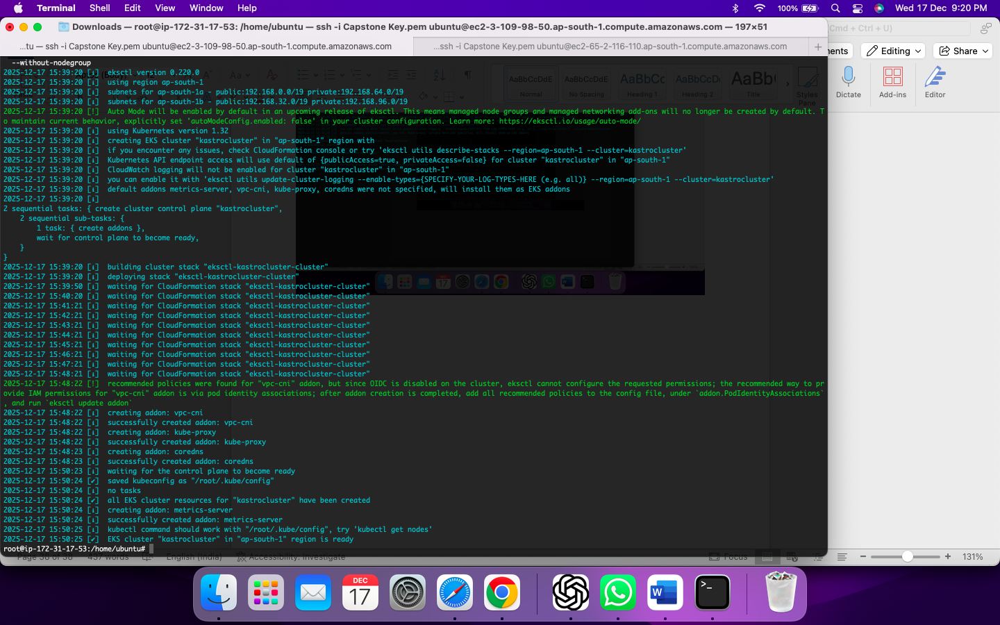 Terminal Shell Edit View Window Help 100% Wed 17 Dec 9:20 PM
Downloads — root@ip-172-31-17-53: /home/ubuntu — ssh -i Capstone Key.pem ubuntu@ec2-3-109-98-50.ap-south-1.compute.amazonaws.com — 197×51
Cmd + Ctrl + U)
...tu — ssh -i Capstone Key.pem ubuntu@ec2-3-109-98-50.ap-south-1.compute.amazonaws.com
...ssh -i Capstone Key.pem ubuntu@ec2-65-2-116-110.ap-south-1.compute.amazonaws.com
+
Editing
Share
AaBbCcDdE AaBbCcDdE AaBbCc AaBbCcD AaB
Normal No Spacing Heading 1 Heading 2 Title
Styles Pane
Dictate
Add-ins
Editor
--without-nodegroup
2025-12-17 15:39:20 [ℹ]  eksctl version 0.220.0
2025-12-17 15:39:20 [ℹ]  using region ap-south-1
2025-12-17 15:39:20 [ℹ]  subnets for ap-south-1a - public:192.168.0.0/19 private:192.168.64.0/19
2025-12-17 15:39:20 [ℹ]  subnets for ap-south-1b - public:192.168.32.0/19 private:192.168.96.0/19
2025-12-17 15:39:20 [!]  Auto Mode will be enabled by default in an upcoming release of eksctl. This means managed node groups and managed networking add-ons will no longer be created by default. T
o maintain current behavior, explicitly set 'autoModeConfig.enabled: false' in your cluster configuration. Learn more: https://eksctl.io/usage/auto-mode/
2025-12-17 15:39:20 [ℹ]  using Kubernetes version 1.32
2025-12-17 15:39:20 [ℹ]  creating EKS cluster "kastrocluster" in "ap-south-1" region with
2025-12-17 15:39:20 [ℹ]  if you encounter any issues, check CloudFormation console or try 'eksctl utils describe-stacks --region=ap-south-1 --cluster=kastrocluster'
2025-12-17 15:39:20 [ℹ]  Kubernetes API endpoint access will use default of {publicAccess=true, privateAccess=false} for cluster "kastrocluster" in "ap-south-1"
2025-12-17 15:39:20 [ℹ]  CloudWatch logging will not be enabled for cluster "kastrocluster" in "ap-south-1"
2025-12-17 15:39:20 [ℹ]  you can enable it with 'eksctl utils update-cluster-logging --enable-types={SPECIFY-YOUR-LOG-TYPES-HERE (e.g. all)} --region=ap-south-1 --cluster=kastrocluster'
2025-12-17 15:39:20 [ℹ]  default addons metrics-server, vpc-cni, kube-proxy, coredns were not specified, will install them as EKS addons
2025-12-17 15:39:20 [ℹ]
2 sequential tasks: { create cluster control plane "kastrocluster",
    2 sequential sub-tasks: {
        1 task: { create addons },
        wait for control plane to become ready,
    }
}
2025-12-17 15:39:20 [ℹ]  building cluster stack "eksctl-kastrocluster-cluster"
2025-12-17 15:39:20 [ℹ]  deploying stack "eksctl-kastrocluster-cluster"
2025-12-17 15:39:50 [ℹ]  waiting for CloudFormation stack "eksctl-kastrocluster-cluster"
2025-12-17 15:40:20 [ℹ]  waiting for CloudFormation stack "eksctl-kastrocluster-cluster"
2025-12-17 15:41:21 [ℹ]  waiting for CloudFormation stack "eksctl-kastrocluster-cluster"
2025-12-17 15:42:21 [ℹ]  waiting for CloudFormation stack "eksctl-kastrocluster-cluster"
2025-12-17 15:43:21 [ℹ]  waiting for CloudFormation stack "eksctl-kastrocluster-cluster"
2025-12-17 15:44:21 [ℹ]  waiting for CloudFormation stack "eksctl-kastrocluster-cluster"
2025-12-17 15:45:21 [ℹ]  waiting for CloudFormation stack "eksctl-kastrocluster-cluster"
2025-12-17 15:46:21 [ℹ]  waiting for CloudFormation stack "eksctl-kastrocluster-cluster"
2025-12-17 15:47:21 [ℹ]  waiting for CloudFormation stack "eksctl-kastrocluster-cluster"
2025-12-17 15:48:21 [ℹ]  waiting for CloudFormation stack "eksctl-kastrocluster-cluster"
2025-12-17 15:48:22 [!]  recommended policies were found for "vpc-cni" addon, but since OIDC is disabled on the cluster, eksctl cannot configure the requested permissions; the recommended way to pr
ovide IAM permissions for "vpc-cni" addon is via pod identity associations; after addon creation is completed, add all recommended policies to the config file, under `addon.PodIdentityAssociations`
, and run `eksctl update addon`
2025-12-17 15:48:22 [ℹ]  creating addon: vpc-cni
2025-12-17 15:48:22 [ℹ]  successfully created addon: vpc-cni
2025-12-17 15:48:22 [ℹ]  creating addon: kube-proxy
2025-12-17 15:48:22 [ℹ]  successfully created addon: kube-proxy
2025-12-17 15:48:23 [ℹ]  creating addon: coredns
2025-12-17 15:48:23 [ℹ]  successfully created addon: coredns
2025-12-17 15:50:23 [ℹ]  waiting for the control plane to become ready
2025-12-17 15:50:24 [✔]  saved kubeconfig as "/root/.kube/config"
2025-12-17 15:50:24 [ℹ]  no tasks
2025-12-17 15:50:24 [✔]  all EKS cluster resources for "kastrocluster" have been created
2025-12-17 15:50:24 [ℹ]  creating addon: metrics-server
2025-12-17 15:50:24 [ℹ]  successfully created addon: metrics-server
2025-12-17 15:50:25 [ℹ]  kubectl command should work with "/root/.kube/config", try 'kubectl get nodes'
2025-12-17 15:50:25 [✔]  EKS cluster "kastrocluster" in "ap-south-1" region is ready
root@ip-172-31-17-53:/home/ubuntu#
Page 38 of 38 437 words English (India) Accessibility: Investigate Focus 131%
DEC
17
W